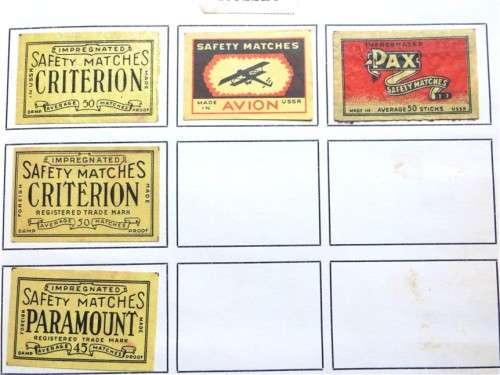 IMPREGNATED
SAFETY MATCHES
CRITERION
IN USSR
MADE
AVERAGE 50 MATCHES
DAMP PROOF
SAFETY MATCHES
MADE IN USSR
AVION
IMPREGNATED
PAX
SAFETY MATCHES
MADE IN AVERAGE 50 STICKS USSR
IMPREGNATED
SAFETY MATCHES
CRITERION
REGISTERED TRADE MARK
FOREIGN
MADE
AVERAGE 50 MATCHES
DAMP PROOF
IMPREGNATED
SAFETY MATCHES
PARAMOUNT
REGISTERED TRADE MARK
FOREIGN
MADE
AVERAGE 45 MATCHES
DAMP PROOF